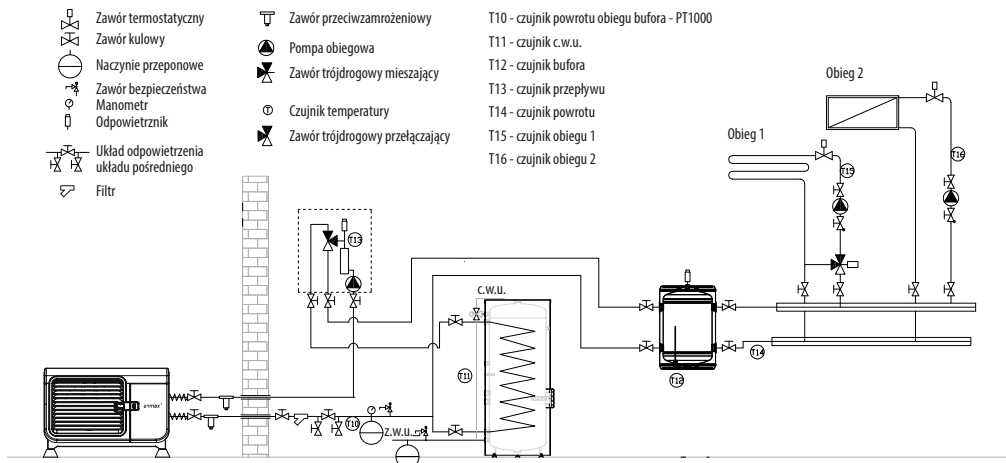 Zawór termostatyczny
Zawór kulowy
Naczynie przeponowe
Zawór bezpieczeństwa
Manometr
Odpowietrznik
Układ odpowietrzenia
układu pośredniego
Filtr
Zawór przeciwzamrożeniowy
Pompa obiegowa
Zawór trójdrogowy mieszający
T Czujnik temperatury
Zawór trójdrogowy przełączający
T10 - czujnik powrotu obiegu bufora - PT1000
T11 - czujnik c.w.u.
T12 - czujnik bufora
T13 - czujnik przepływu
T14 - czujnik powrotu
T15 - czujnik obiegu 1
T16 - czujnik obiegu 2
Obieg 2
Obieg 1
T16
T15
T13
c.w.u.
T14
T11
T12
T10
z.w.u.